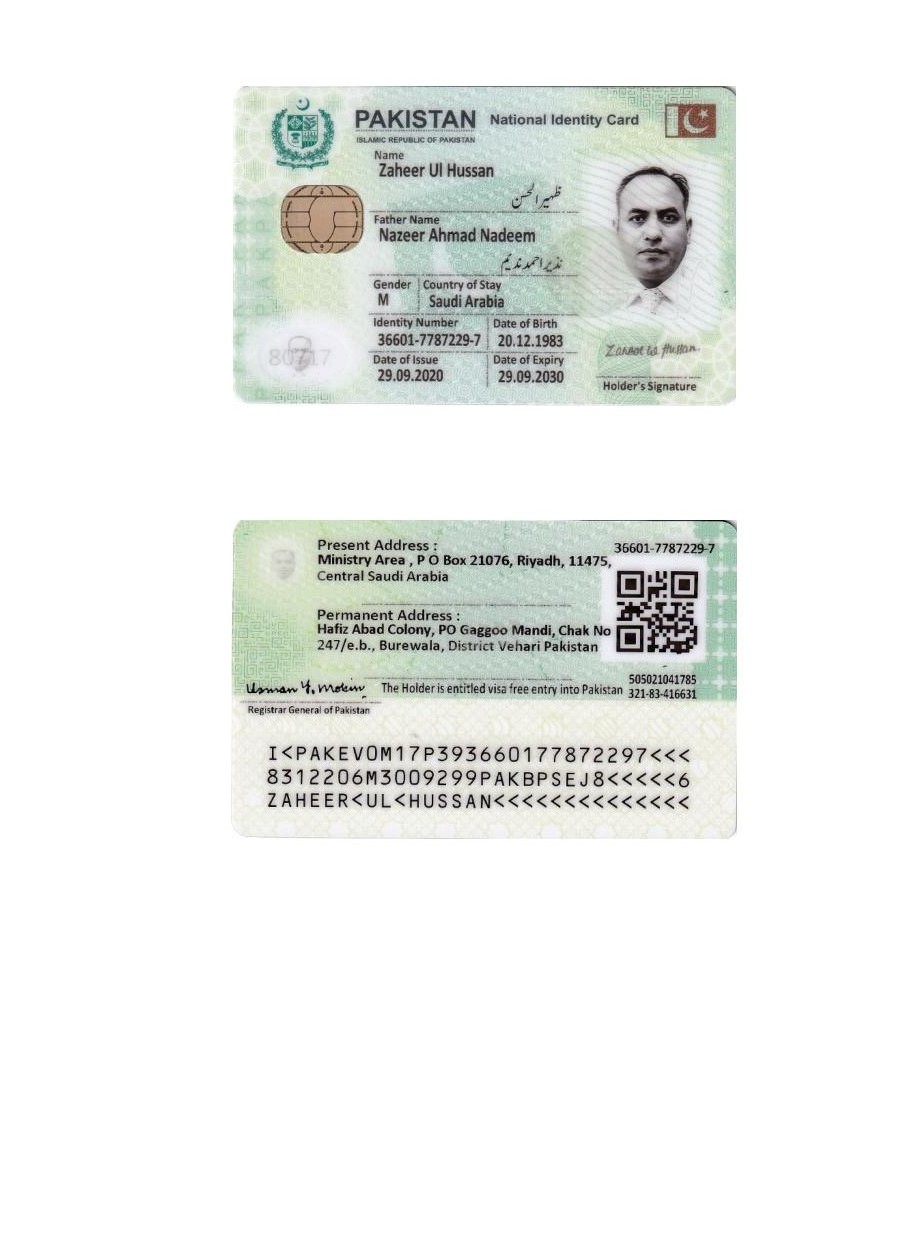 PAKISTAN National Identity Card
ISLAMIC REPUBLIC OF PAKISTAN
Name
Zaheer Ul Hussan
ظہیر الحسن
Father Name
Nazeer Ahmad Nadeem
نذیر احمد ندیم
Gender Country of Stay
M Saudi Arabia
Identity Number Date of Birth
36601-7787229-7 20.12.1983
Date of Issue Date of Expiry
29.09.2020 29.09.2030
80717
Holder's Signature
Present Address :
36601-7787229-7
Ministry Area , P O Box 21076, Riyadh, 11475,
Central Saudi Arabia
Permanent Address :
Hafiz Abad Colony, PO Gaggoo Mandi, Chak No
247/e.b., Burewala, District Vehari Pakistan
505021041785
Usman Y. Mobin The Holder is entitled visa free entry into Pakistan 321-83-416631
Registrar General of Pakistan
I<PAKEVOM17P393660177872297<<<
8312206M3009299PAKBPSEJ8<<<<<6
ZAHEER<UL<HUSSAN<<<<<<<<<<<<<<